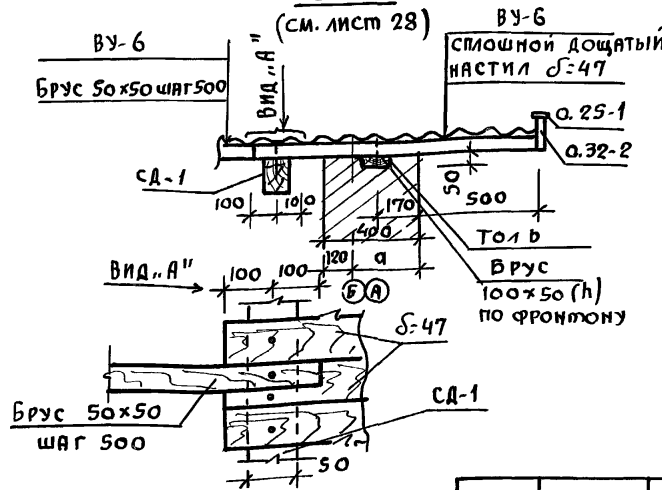 (см. лист 28)
ВУ-6
БРУС 50×50 ШАГ 500
ВИД „А"
ВУ-6
СПЛОШНОЙ ДОЩАТЫЙ
НАСТИЛ δ=47
а.25-1
а.32-2
СД-1
100
100
50
170
500
400
120
а
ТОЛЬ
БРУС
100×50 (h)
ПО ФРОНТОНУ
Б А
ВИД „А"
100
100
δ=47
БРУС 50×50
ШАГ 500
СД-1
50